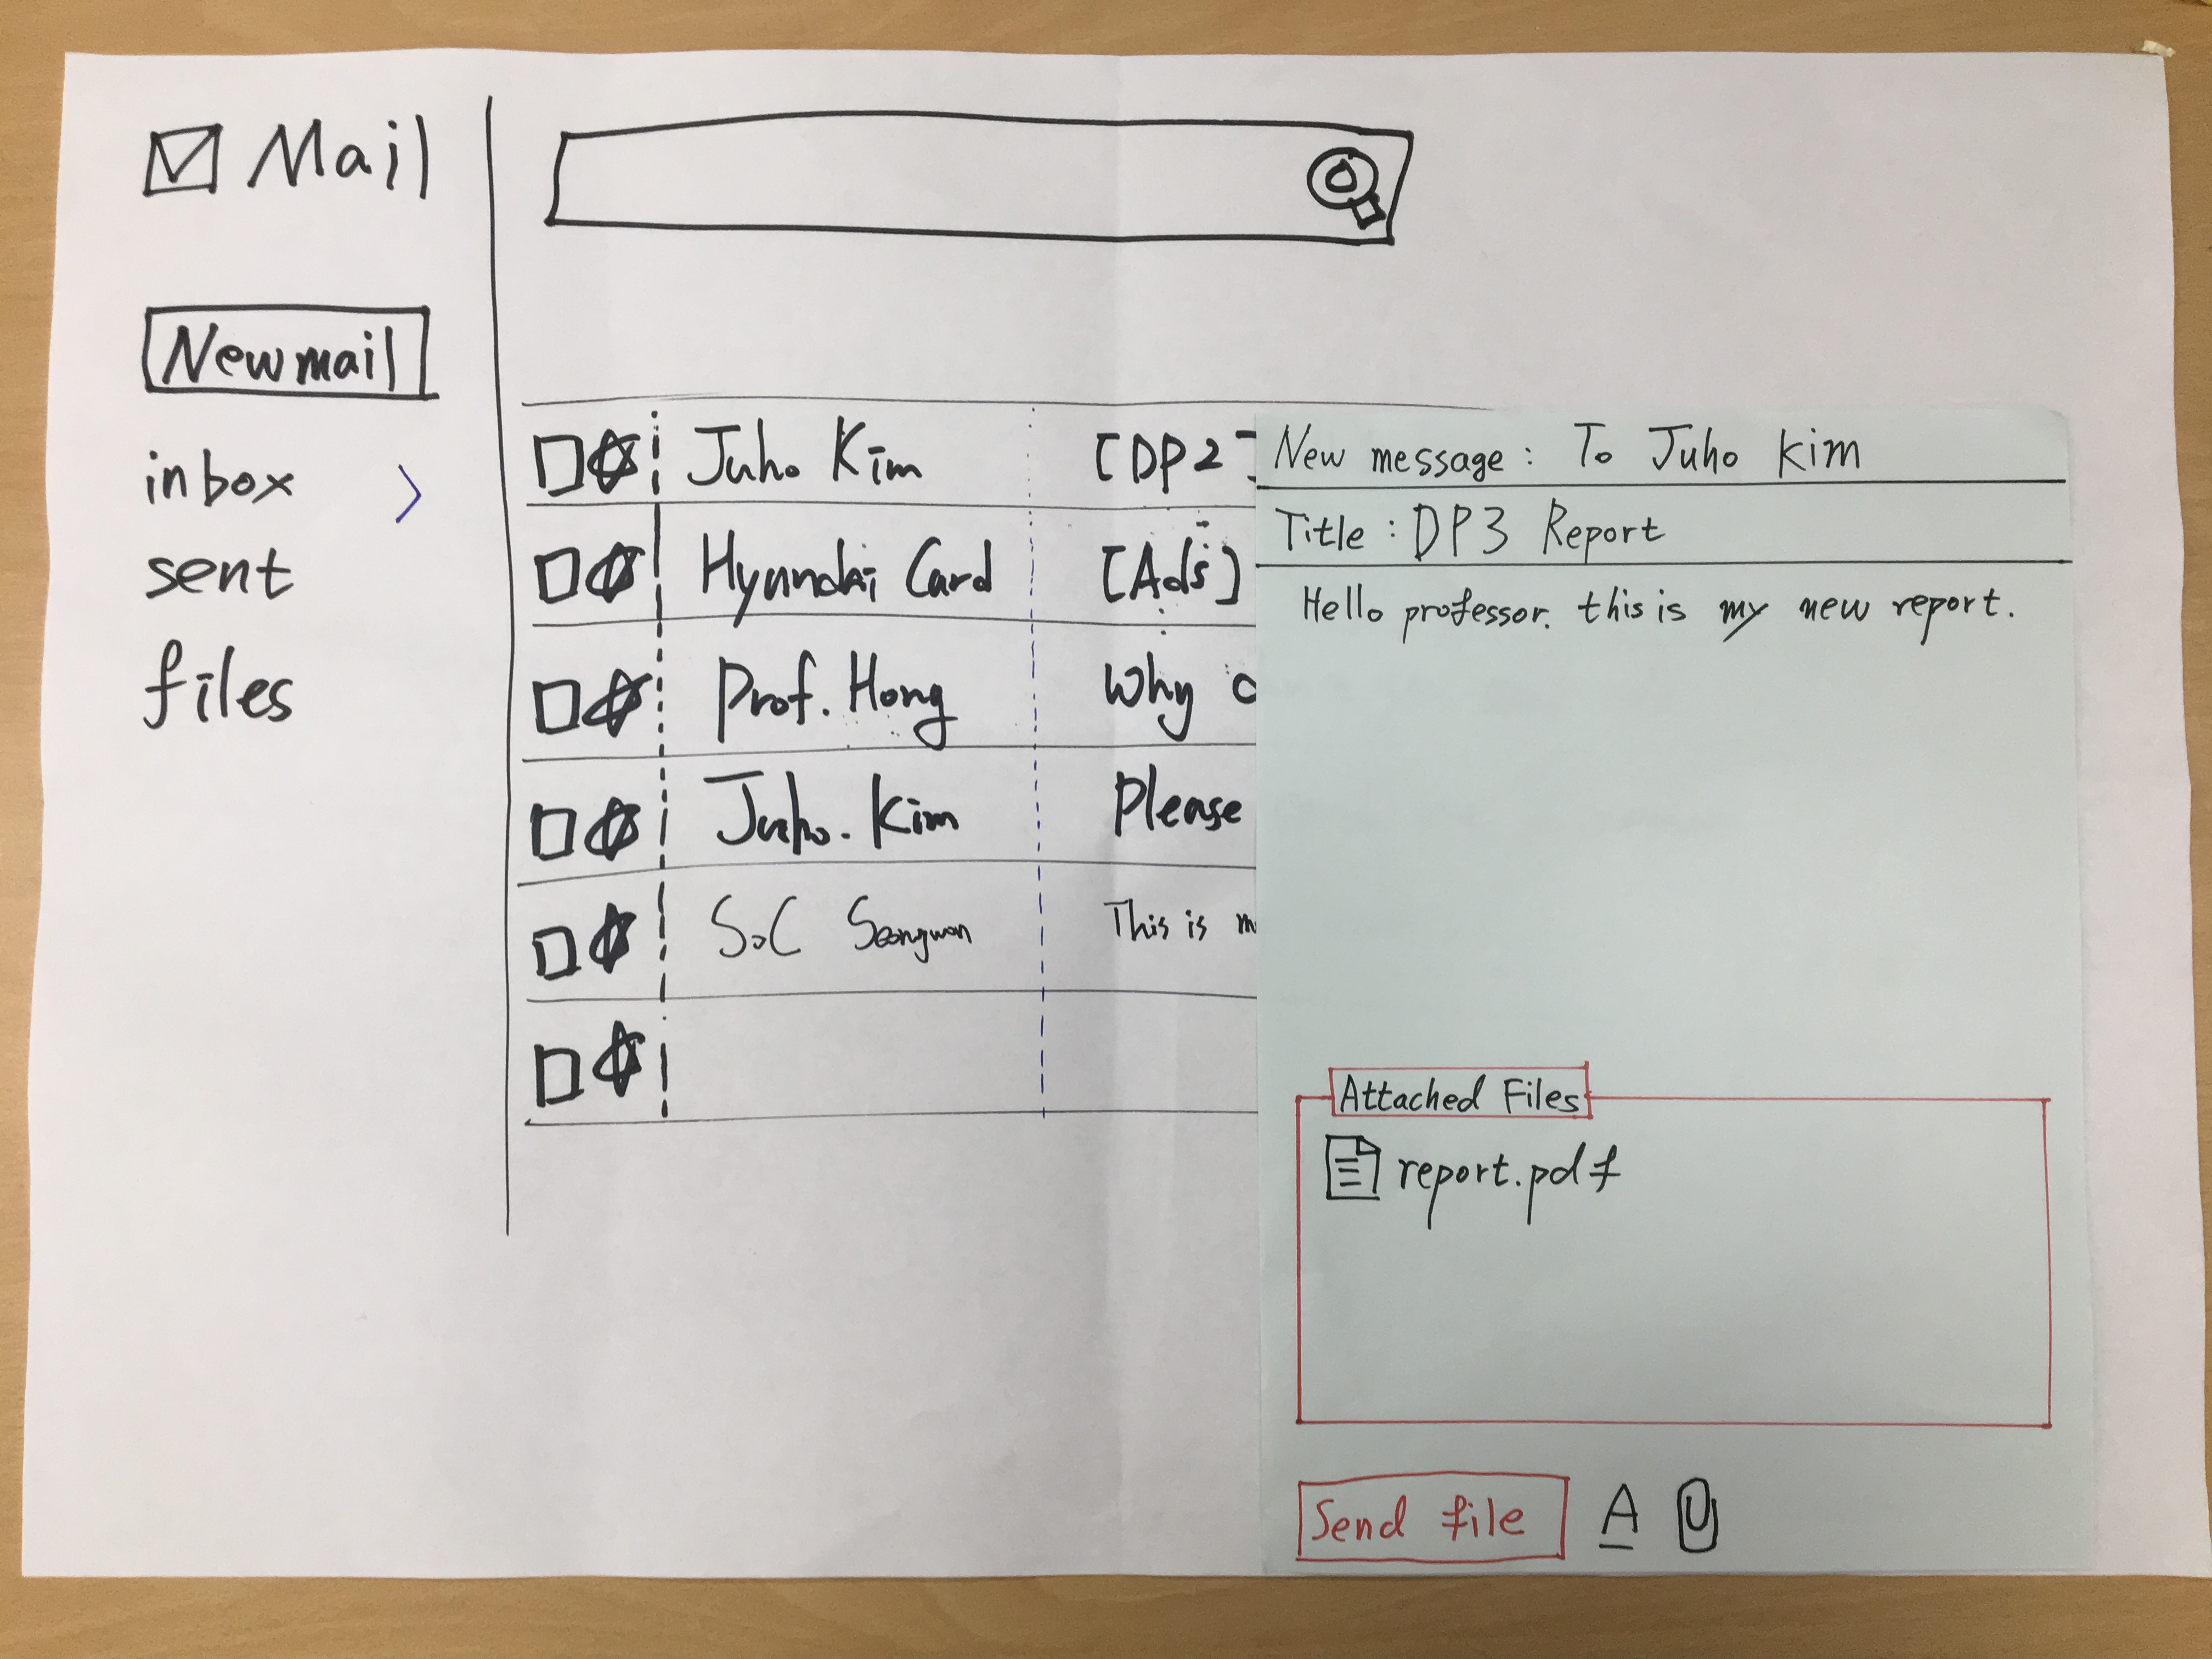 Mail
New mail
inbox >
sent
files
Juho Kim [DP2]
Hyundai Card [Ads]
Prof. Hong Why
Juho. Kim Please
SoC Seongwon This is m
New message : To Juho Kim
Title : DP3 Report
Hello professor. this is my new report.
Attached Files
report.pdf
Send file A